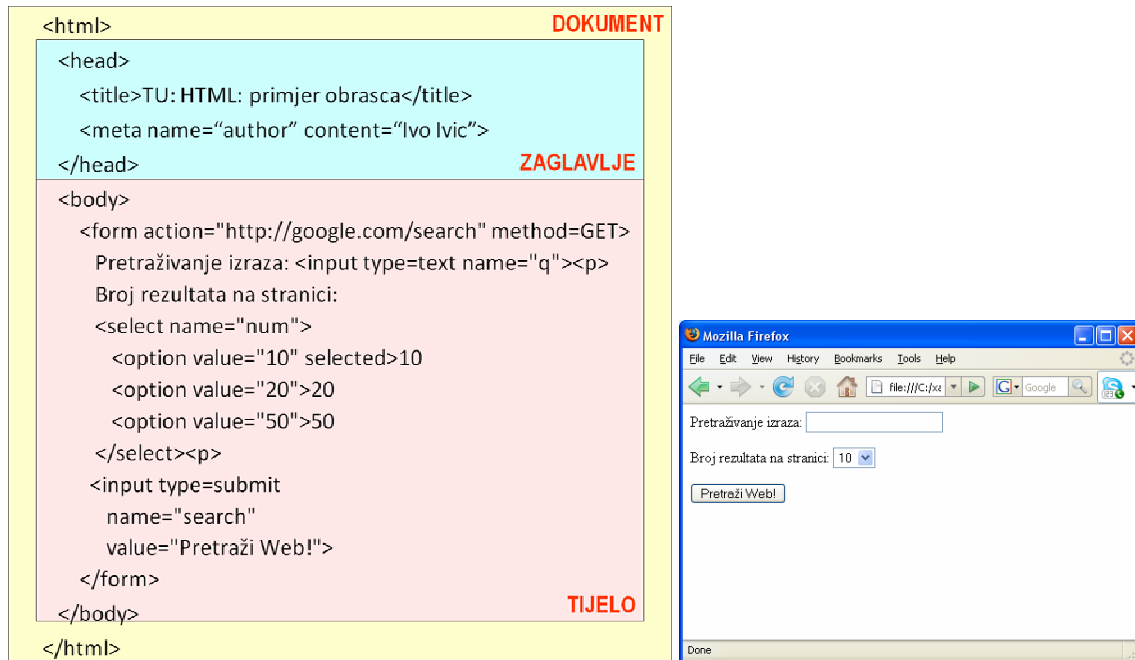 <html>
DOKUMENT
<head>
<title>TU: HTML: primjer obrasca</title>
<meta name=“author” content=“Ivo Ivic”>
</head>
ZAGLAVLJE
<body>
<form action="http://google.com/search" method=GET>
Pretraživanje izraza: <input type=text name="q"><p>
Broj rezultata na stranici:
<select name="num">
<option value="10" selected>10
<option value="20">20
<option value="50">50
</select><p>
<input type=submit
name="search"
value="Pretraži Web!">
</form>
TIJELO
</body>
</html>
Mozilla Firefox
File Edit View History Bookmarks Tools Help
file:///C:/xa
G Google
Pretraživanje izraza:
Broj rezultata na stranici: 10
Pretraži Web!
Done